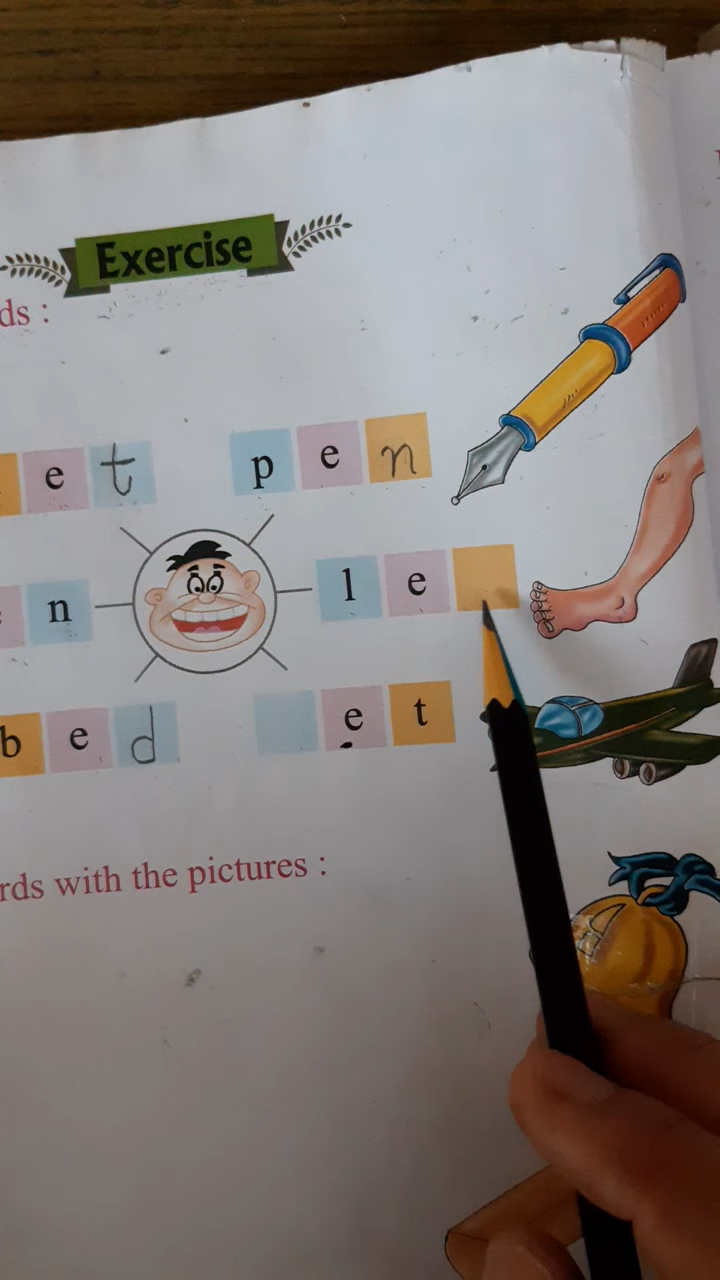 Exercise
ds :
e t p e n
n l e
b e d e t
rds with the pictures :